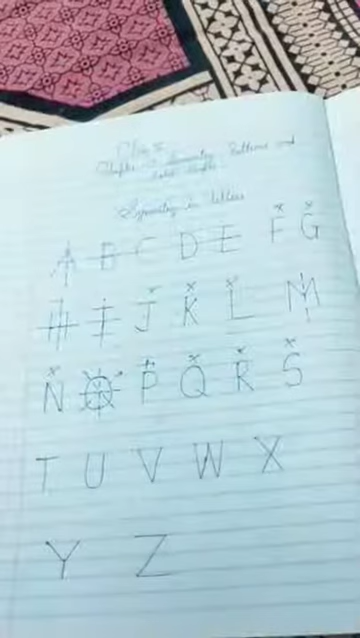 Symmetry in letters
A B C D E F G
H I J K L M
N O P Q R S
T U V W X
Y Z